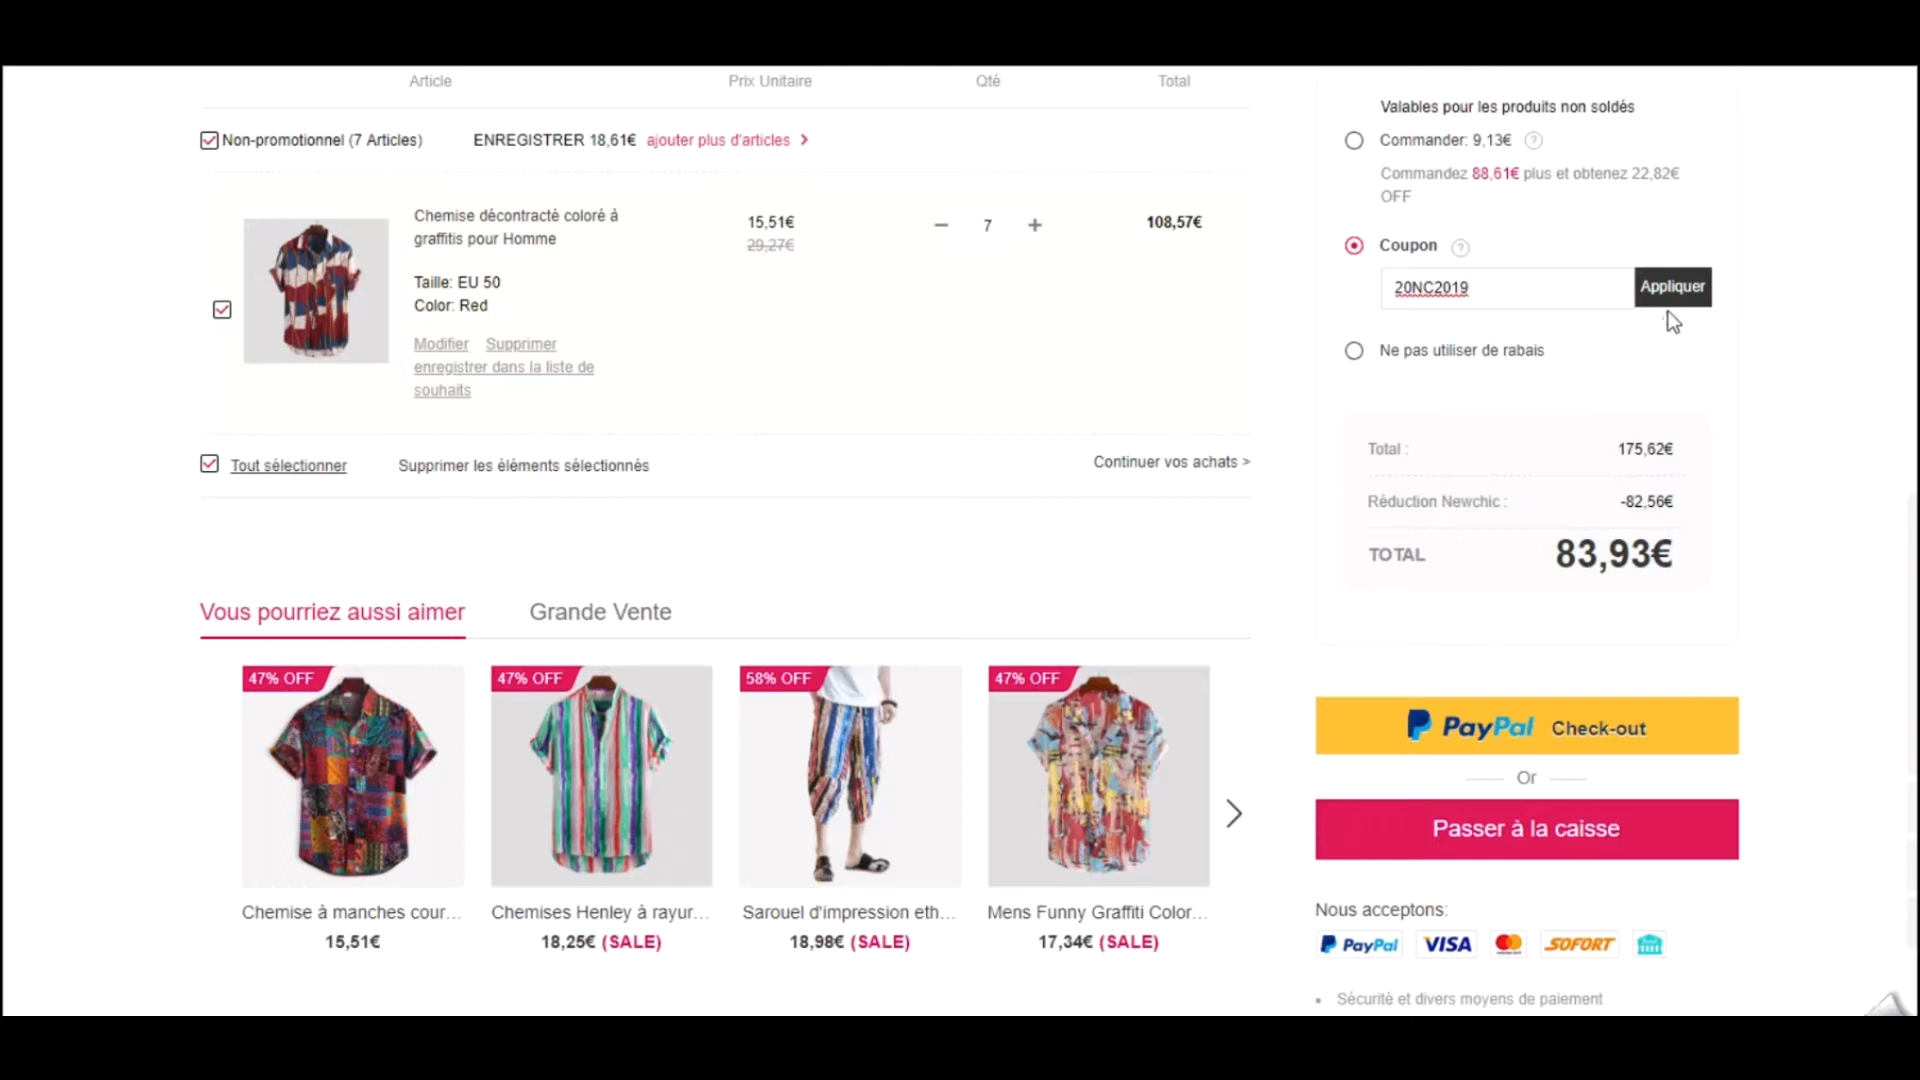 Article Prix Unitaire Qté Total
Non-promotionnel (7 Articles) ENREGISTRER 18,61€ ajouter plus d'articles >
Chemise décontracté coloré à
graffitis pour Homme
Taille: EU 50
Color: Red
Modifier Supprimer
enregistrer dans la liste de
souhaits
15,51€
29,27€
− 7 +
108,57€
Tout sélectionner Supprimer les éléments sélectionnés Continuer vos achats >
Valables pour les produits non soldés
Commander: 9,13€ ?
Commandez 88,61€ plus et obtenez 22,82€
OFF
Coupon ?
20NC2019 Appliquer
Ne pas utiliser de rabais
Total : 175,62€
Réduction Newchic : -82,56€
TOTAL 83,93€
Vous pourriez aussi aimer Grande Vente
47% OFF 47% OFF 58% OFF 47% OFF
Chemise à manches cour... Chemises Henley à rayur... Sarouel d'impression eth... Mens Funny Graffiti Color...
15,51€ 18,25€ (SALE) 18,98€ (SALE) 17,34€ (SALE)
PayPal Check-out
Or
Passer à la caisse
Nous acceptons:
PayPal VISA SOFORT
• Sécurité et divers moyens de paiement